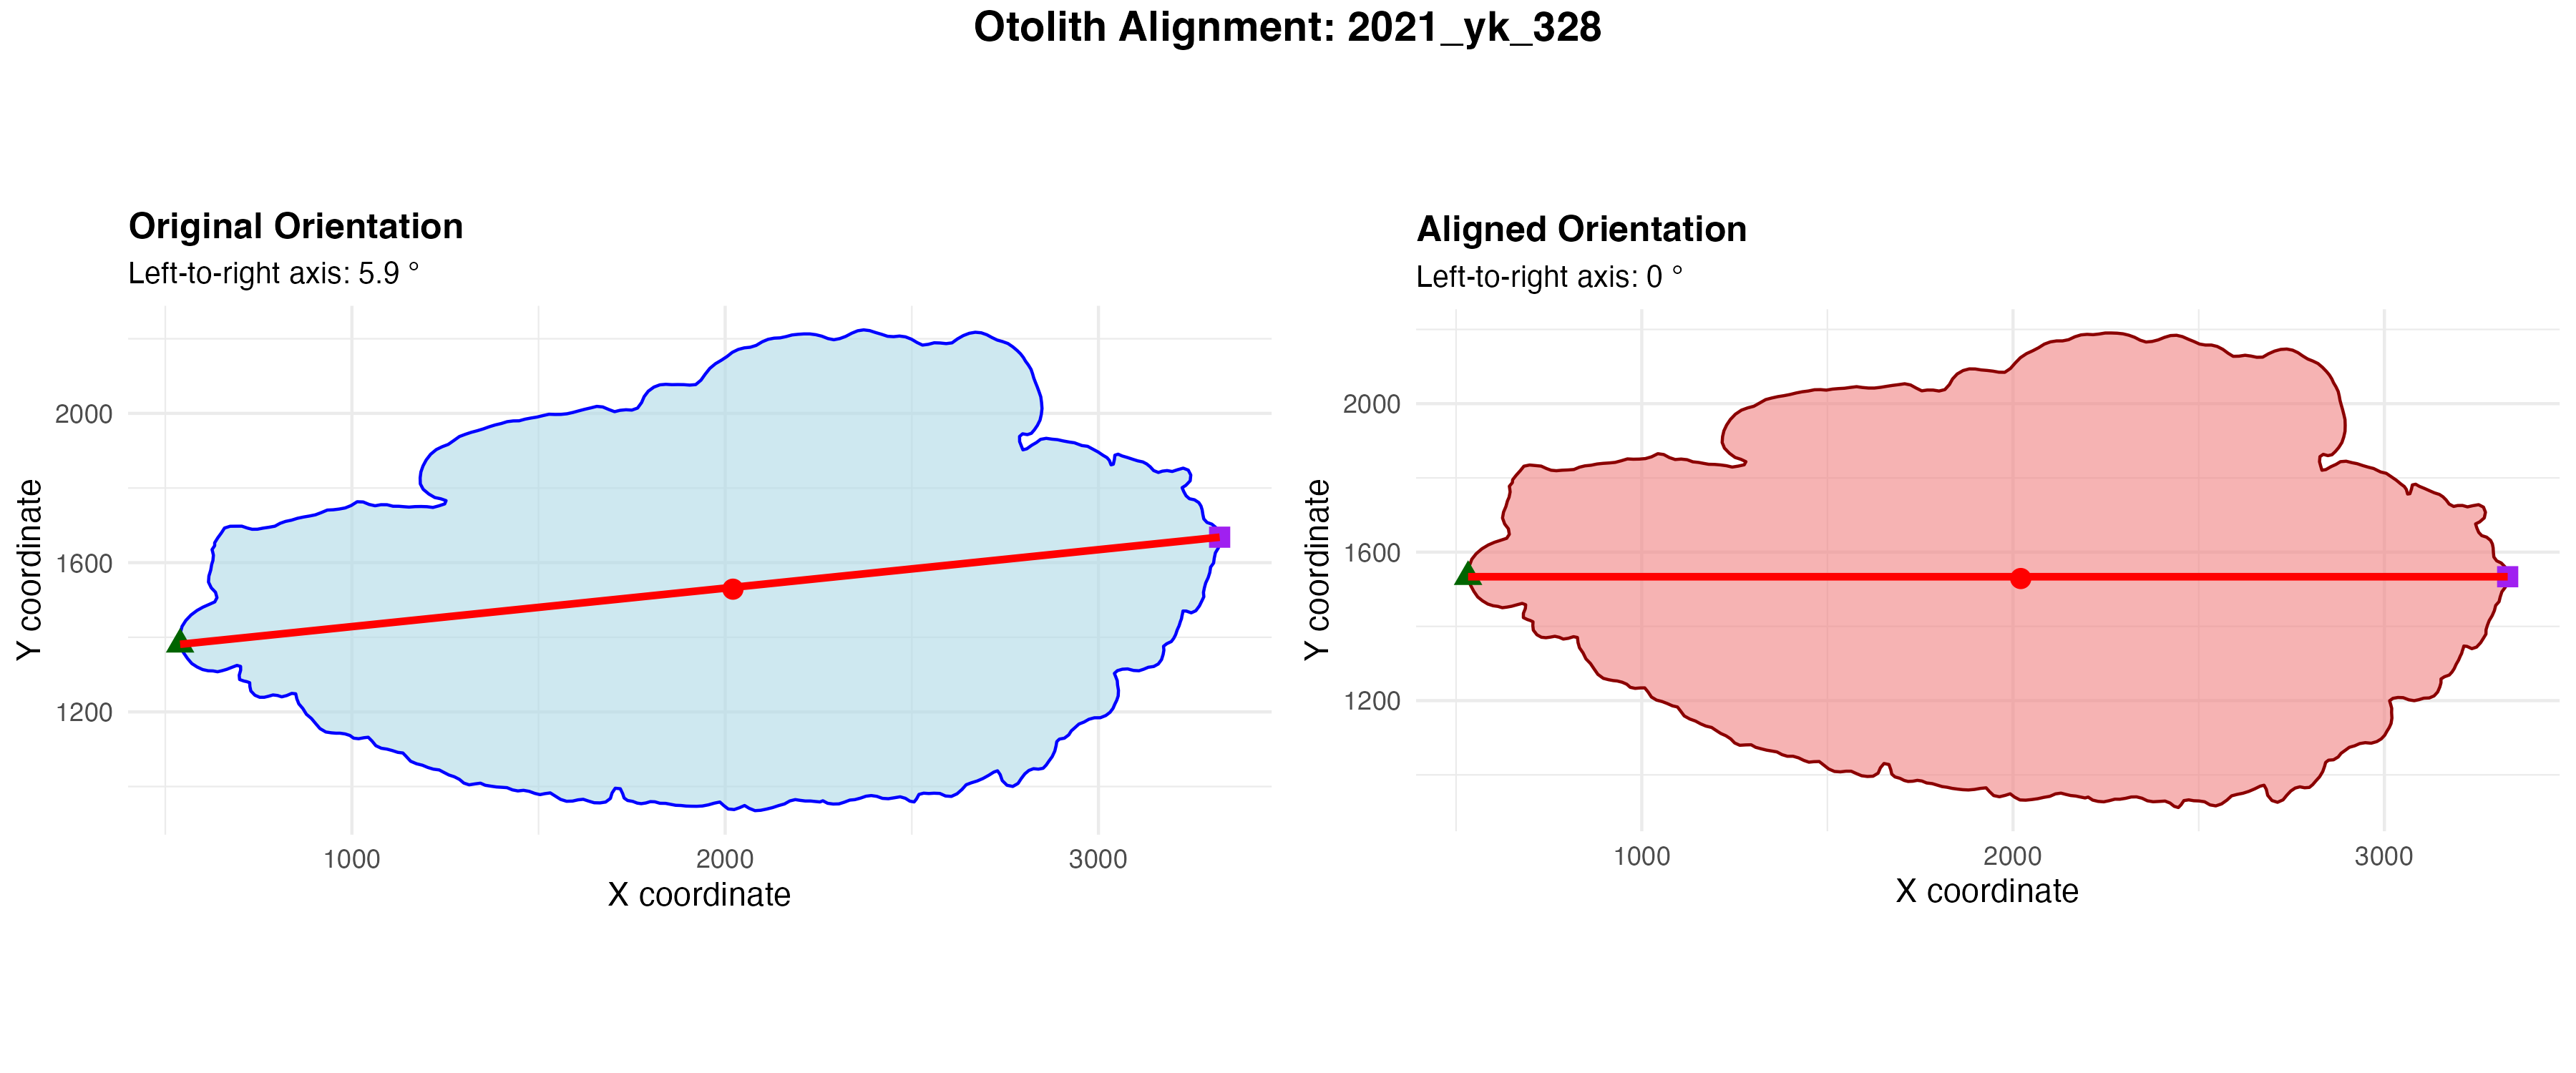 Otolith Alignment: 2021_yk_328
Original Orientation
Left-to-right axis: 5.9 °
2000
1600
1200
Y coordinate
1000 2000 3000
X coordinate
Aligned Orientation
Left-to-right axis: 0 °
2000
1600
1200
Y coordinate
1000 2000 3000
X coordinate